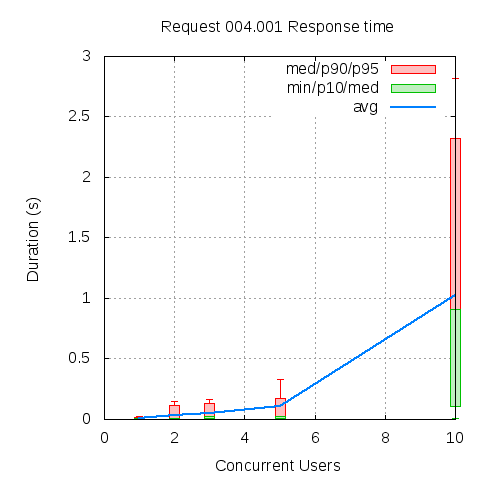 Request 004.001 Response time
med/p90/p95
min/p10/med
avg
3
2.5
2
1.5
1
0.5
0
Duration (s)
0 2 4 6 8 10
Concurrent Users